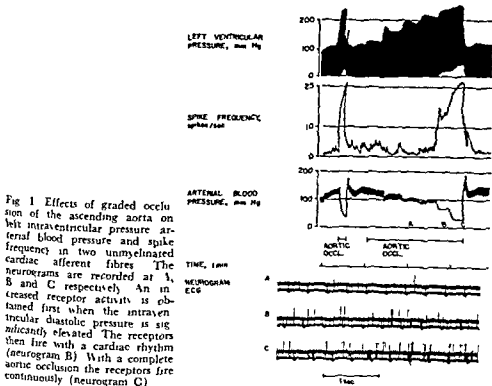 LEFT VENTRICULAR
PRESSURE, mm Hg
200
100
0
SPIKE FREQUENCY,
spikes/sec
25
10
0
ARTERIAL BLOOD
PRESSURE, mm Hg
200
100
0
A
B
C
AORTIC
OCCL.
AORTIC
OCCL.
TIME, 1 min
NEUROGRAM
ECG
A
B
C
1 sec
Fig 1 Effects of graded occlu
sion of the ascending aorta on
left intraventricular pressure ar-
terial blood pressure and spike
frequency in two unmyelinated
cardiac afferent fibres The
neurograms are recorded at A,
B and C respectively An in
creased receptor activity is ob-
tained first when the intraven
tricular diastolic pressure is sig
nificantly elevated The receptors
then fire with a cardiac rhythm
(neurogram B) With a complete
aortic occlusion the receptors fire
continuously (neurogram C)